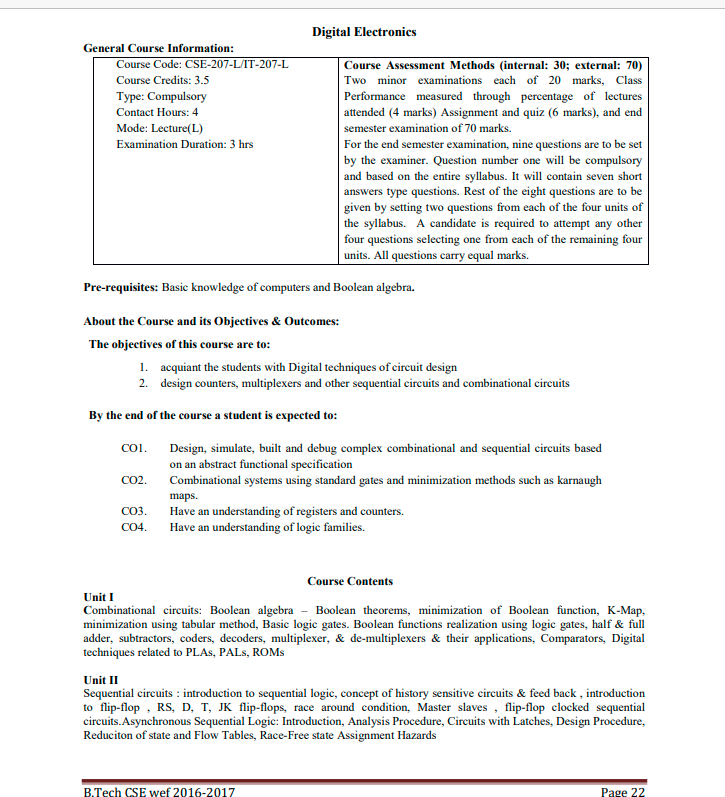 Digital Electronics
General Course Information:
Course Code: CSE-207-L/IT-207-L
Course Credits: 3.5
Type: Compulsory
Contact Hours: 4
Mode: Lecture(L)
Examination Duration: 3 hrs
Course Assessment Methods (internal: 30; external: 70)
Two minor examinations each of 20 marks, Class
Performance measured through percentage of lectures
attended (4 marks) Assignment and quiz (6 marks), and end
semester examination of 70 marks.
For the end semester examination, nine questions are to be set
by the examiner. Question number one will be compulsory
and based on the entire syllabus. It will contain seven short
answers type questions. Rest of the eight questions are to be
given by setting two questions from each of the four units of
the syllabus. A candidate is required to attempt any other
four questions selecting one from each of the remaining four
units. All questions carry equal marks.
Pre-requisites: Basic knowledge of computers and Boolean algebra.
About the Course and its Objectives & Outcomes:
The objectives of this course are to:
1. acquiant the students with Digital techniques of circuit design
2. design counters, multiplexers and other sequential circuits and combinational circuits
By the end of the course a student is expected to:
CO1. Design, simulate, built and debug complex combinational and sequential circuits based
on an abstract functional specification
CO2. Combinational systems using standard gates and minimization methods such as karnaugh
maps.
CO3. Have an understanding of registers and counters.
CO4. Have an understanding of logic families.
Course Contents
Unit I
Combinational circuits: Boolean algebra – Boolean theorems, minimization of Boolean function, K-Map,
minimization using tabular method, Basic logic gates. Boolean functions realization using logic gates, half & full
adder, subtractors, coders, decoders, multiplexer, & de-multiplexers & their applications, Comparators, Digital
techniques related to PLAs, PALs, ROMs
Unit II
Sequential circuits : introduction to sequential logic, concept of history sensitive circuits & feed back , introduction
to flip-flop , RS, D, T, JK flip-flops, race around condition, Master slaves , flip-flop clocked sequential
circuits.Asynchronous Sequential Logic: Introduction, Analysis Procedure, Circuits with Latches, Design Procedure,
Reduciton of state and Flow Tables, Race-Free state Assignment Hazards
B.Tech CSE wef 2016-2017 Page 22